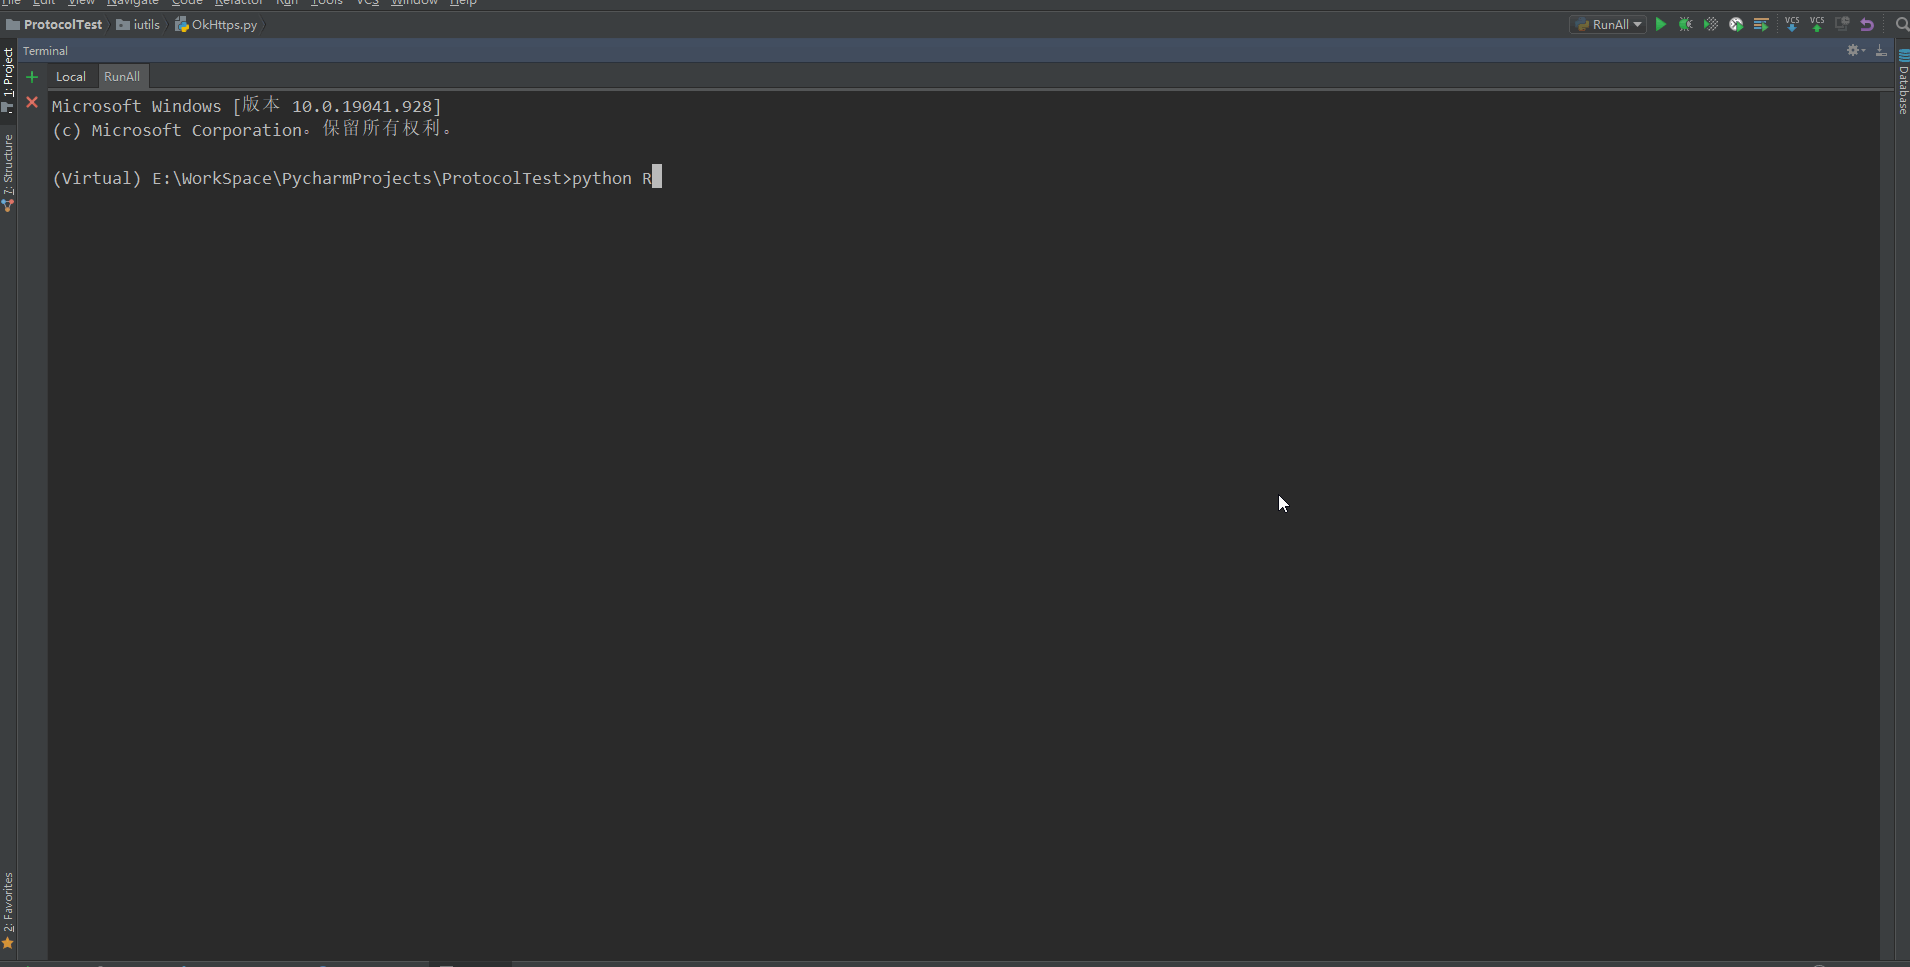 File Edit View Navigate Code Refactor Run Tools VCS Window Help
ProtocolTest iutils OkHttps.py
RunAll
VCS VCS
Terminal
Local RunAll
Microsoft Windows [版本 10.0.19041.928]
(c) Microsoft Corporation。保留所有权利。
(Virtual) E:\WorkSpace\PycharmProjects\ProtocolTest>python R
1: Project
7: Structure
2: Favorites
Database